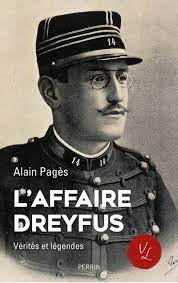 14
14
Alain Pagès
L'AFFAIRE
DREYFUS
Vérités et légendes
PERRIN
VL